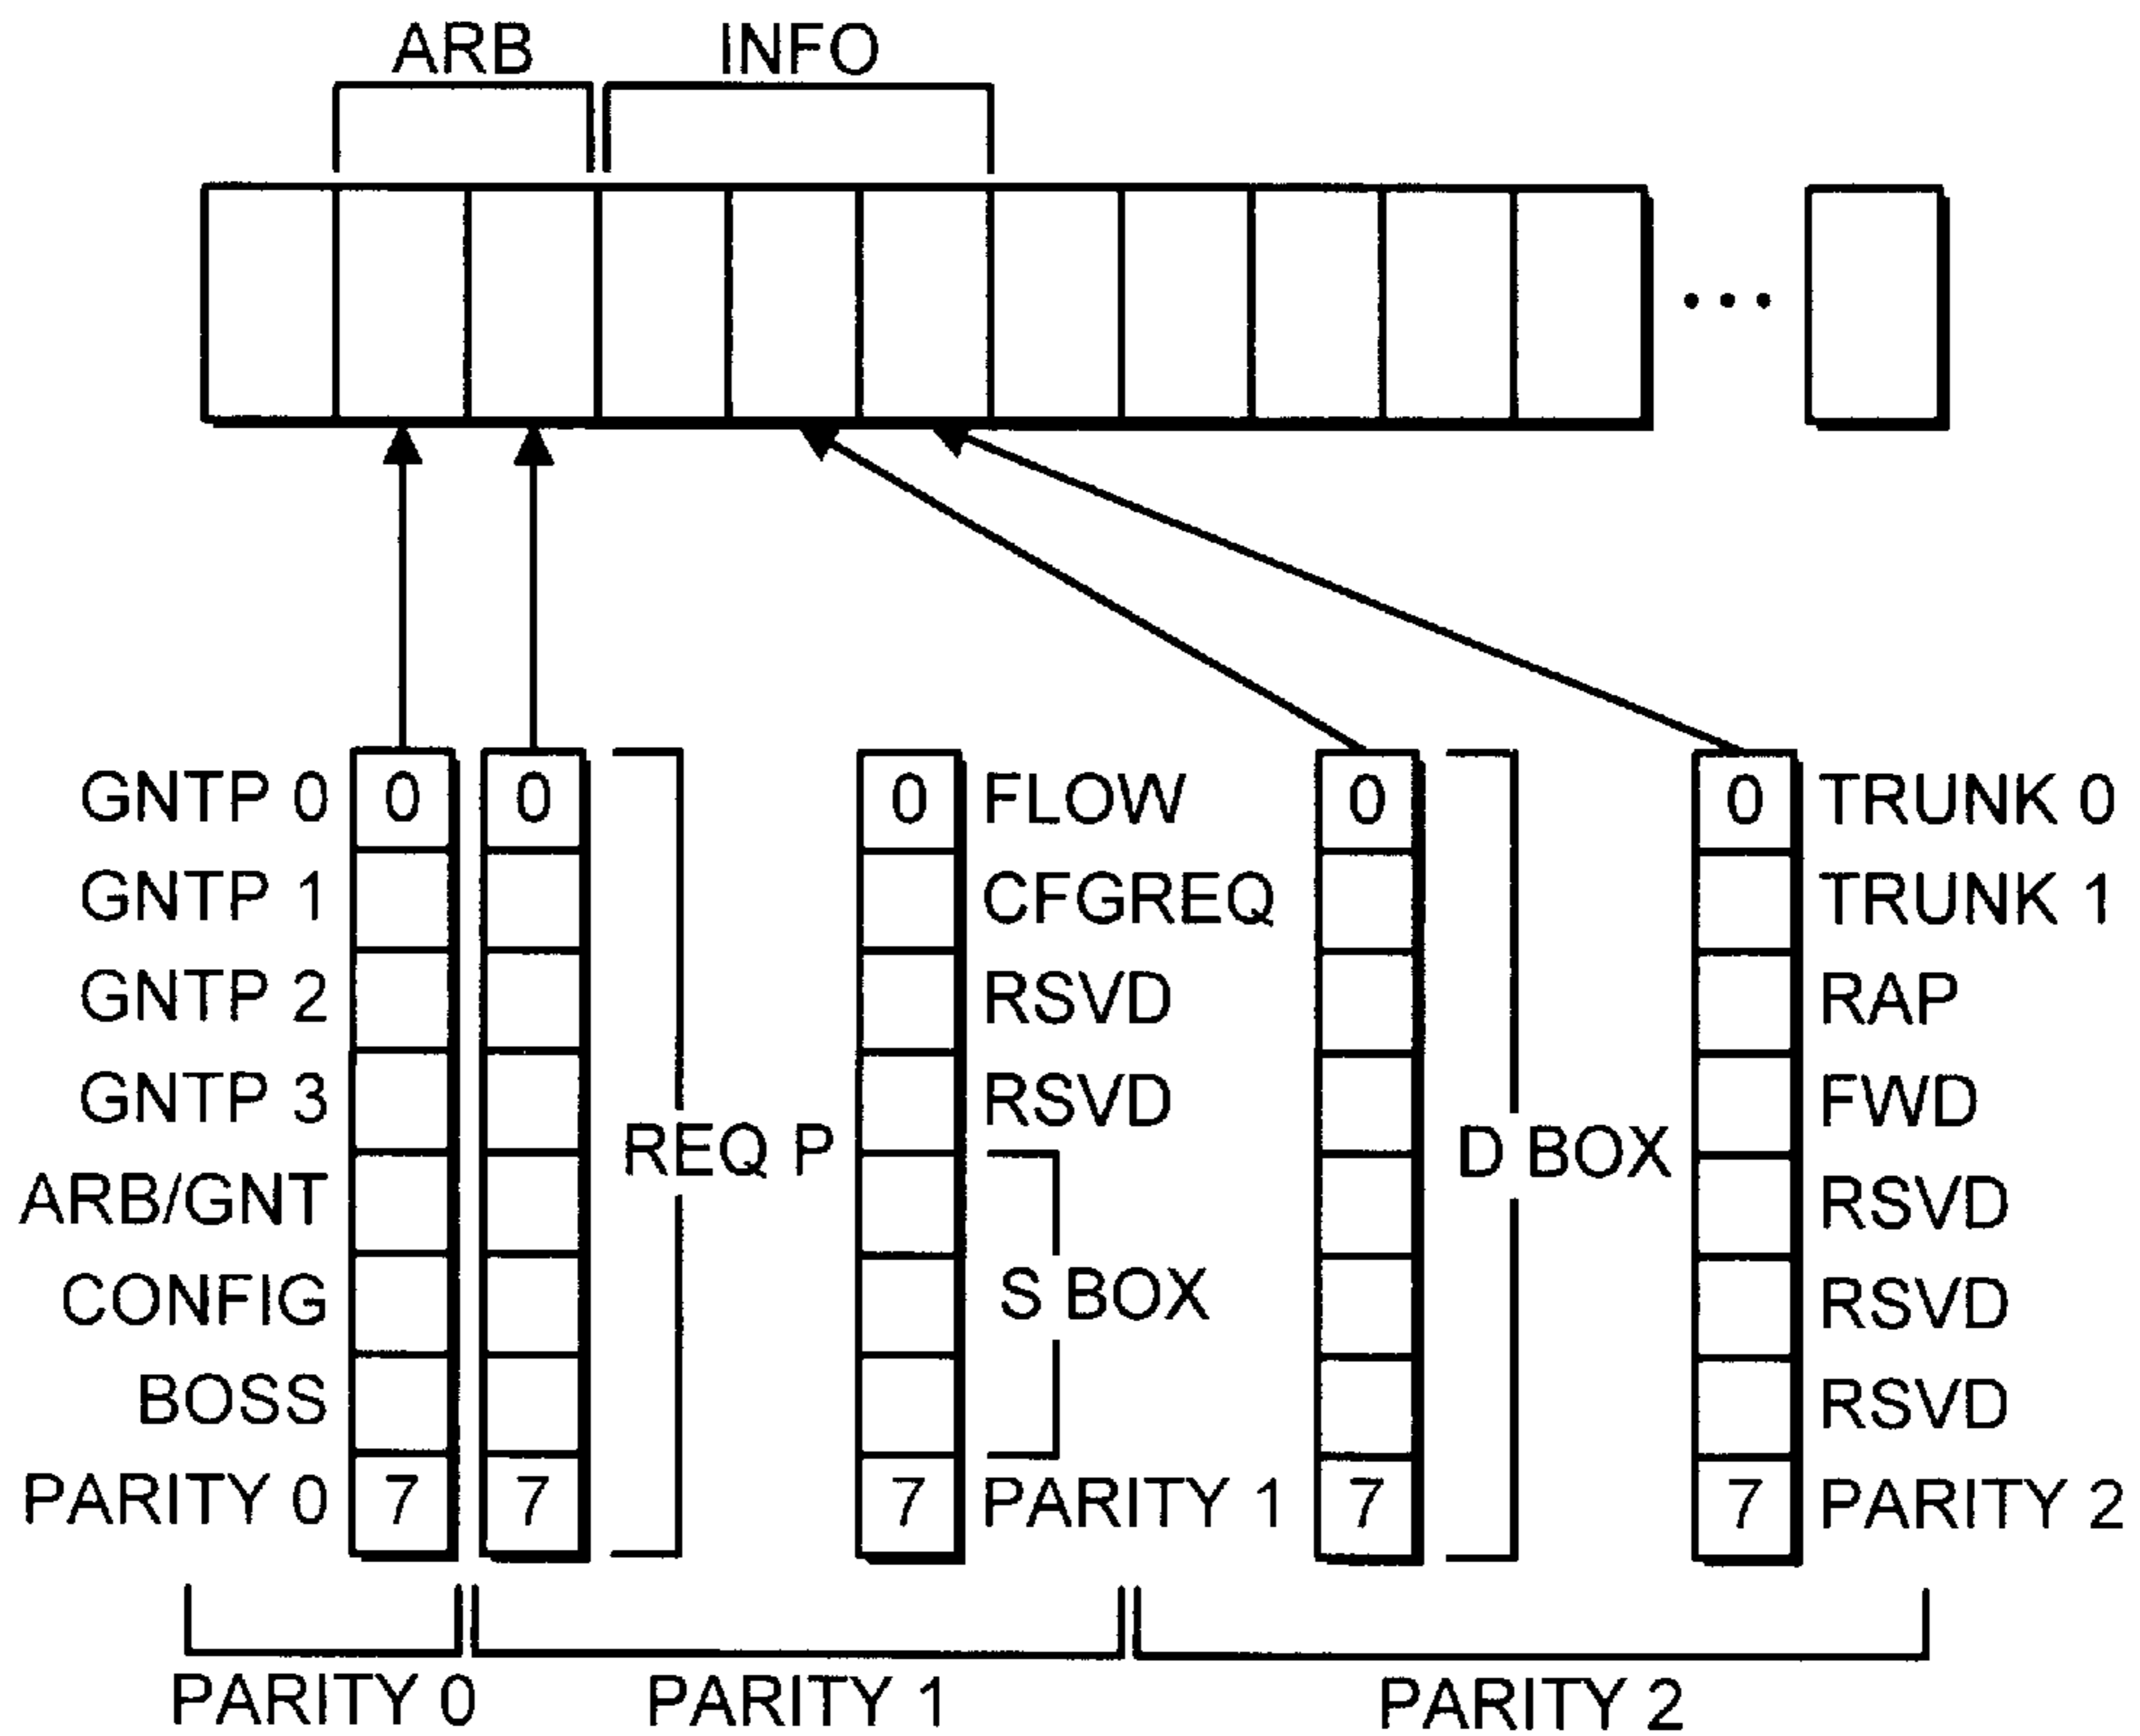 ARB INFO
...
GNTP 0 0 0 0 FLOW 0 0 TRUNK 0
GNTP 1 CFGREQ TRUNK 1
GNTP 2 RSVD RAP
GNTP 3 RSVD FWD
REQ P D BOX
ARB/GNT RSVD
CONFIG S BOX RSVD
BOSS RSVD
PARITY 0 7 7 7 PARITY 1 7 7 PARITY 2
PARITY 0 PARITY 1 PARITY 2